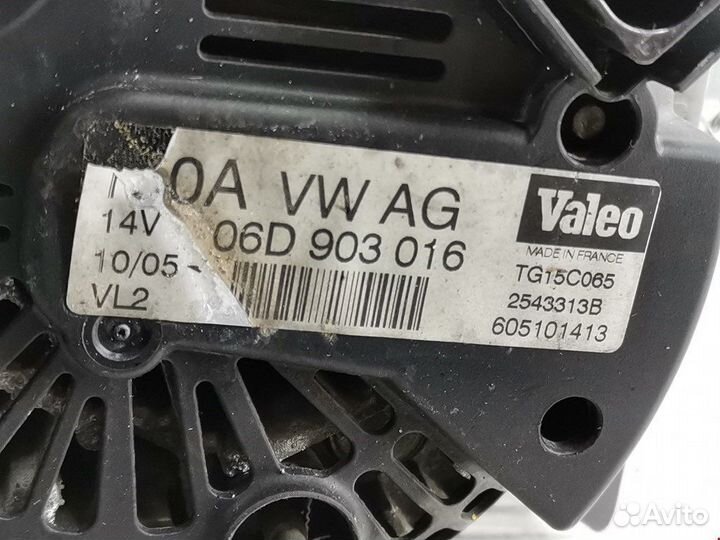 0A VW AG
14V 06D 903 016
10/05-
VL2
Valeo
MADE IN FRANCE
TG15C065
2543313B
605101413
Avito